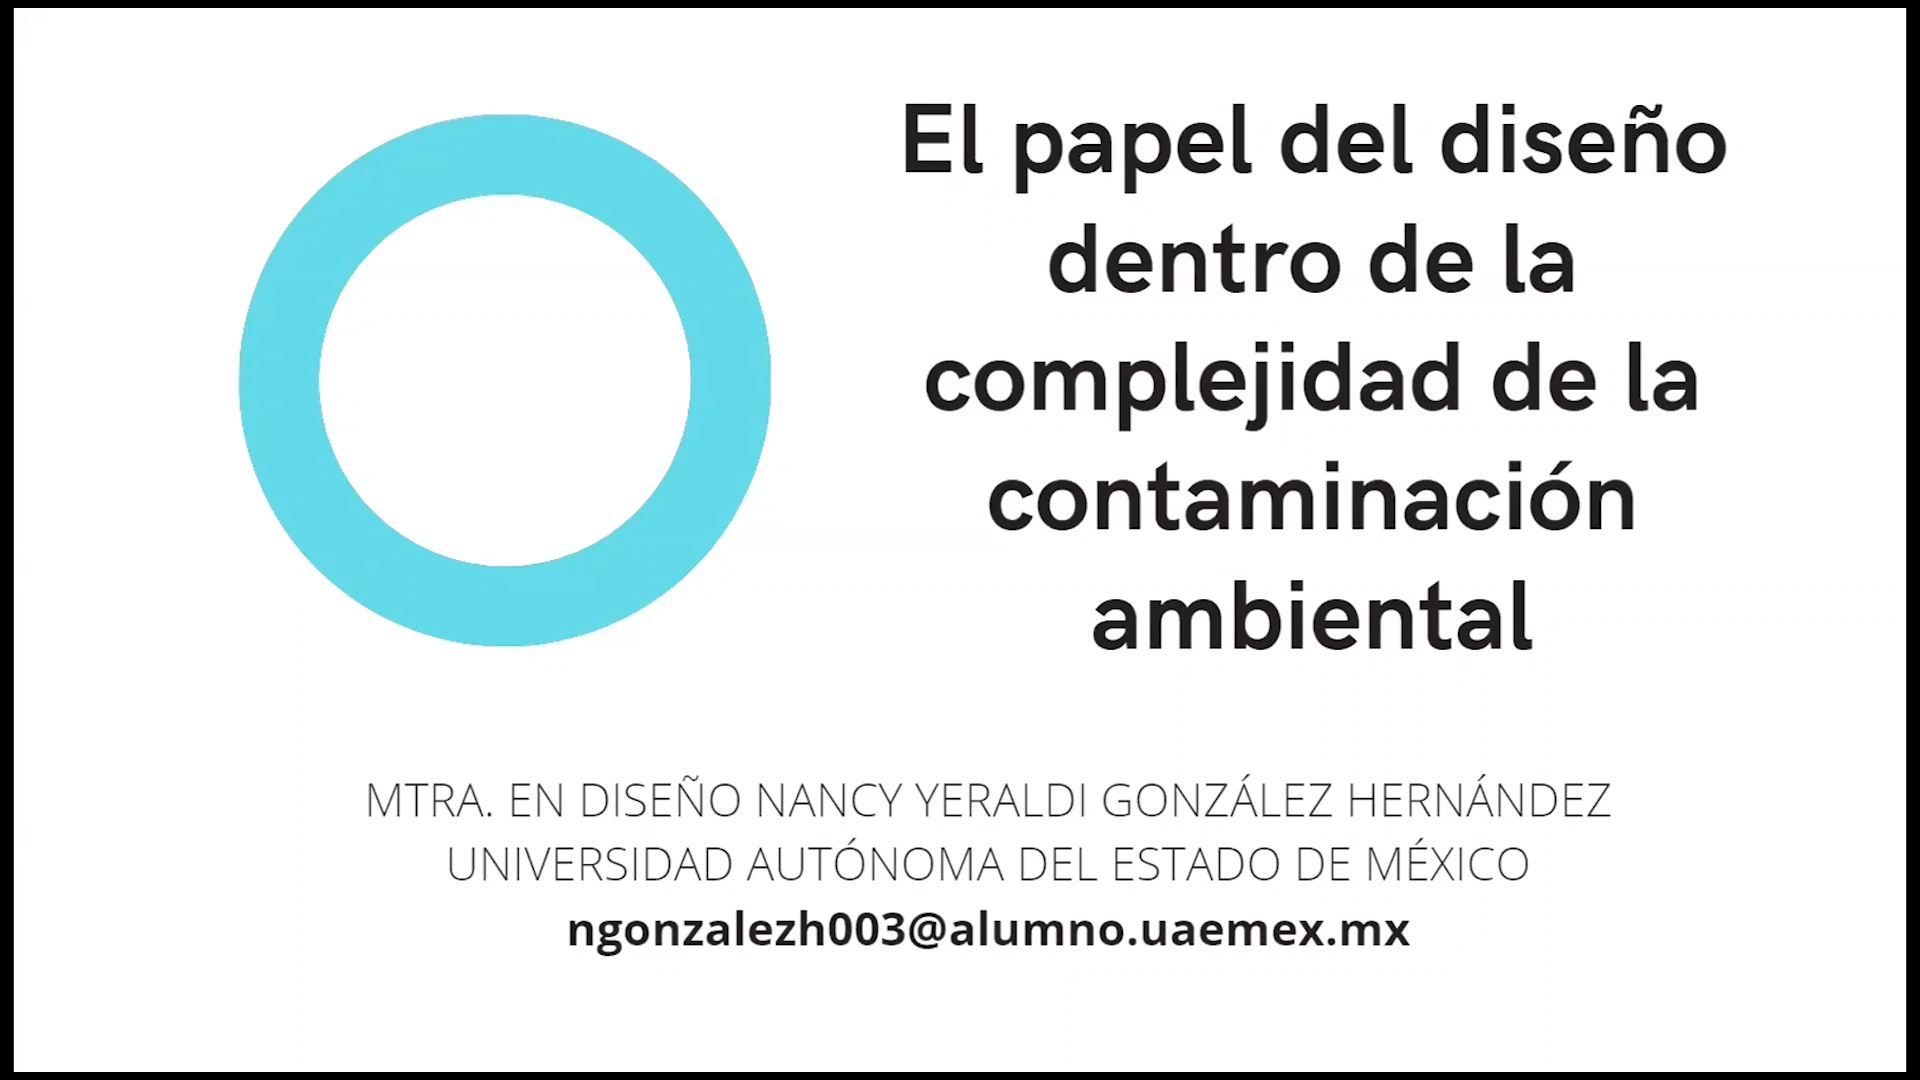 El papel del diseño
dentro de la
complejidad de la
contaminación
ambiental
MTRA. EN DISEÑO NANCY YERALDI GONZÁLEZ HERNÁNDEZ
UNIVERSIDAD AUTÓNOMA DEL ESTADO DE MÉXICO
ngonzalezh003@alumno.uaemex.mx